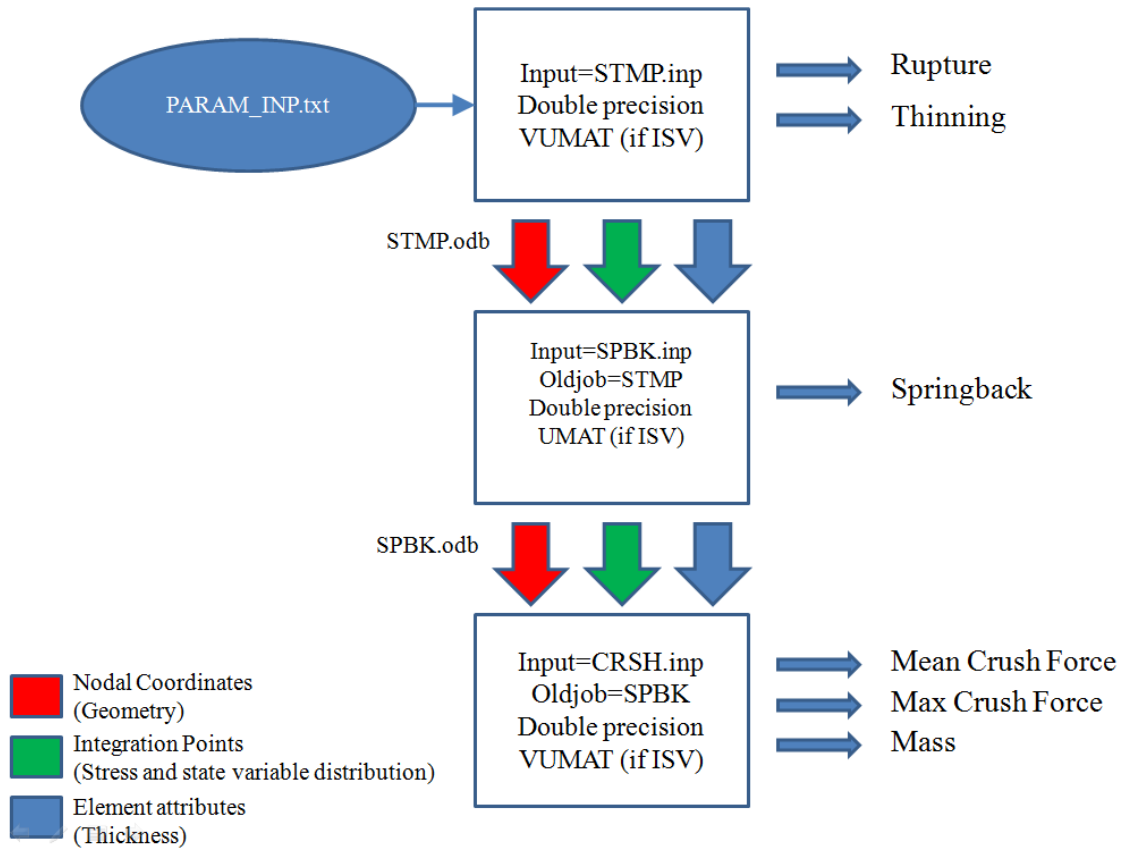 PARAM_INP.txt
Input=STMP.inp
Double precision
VUMAT (if ISV)
Rupture
Thinning
STMP.odb
Input=SPBK.inp
Oldjob=STMP
Double precision
UMAT (if ISV)
Springback
SPBK.odb
Input=CRSH.inp
Oldjob=SPBK
Double precision
VUMAT (if ISV)
Mean Crush Force
Max Crush Force
Mass
Nodal Coordinates
(Geometry)
Integration Points
(Stress and state variable distribution)
Element attributes
(Thickness)